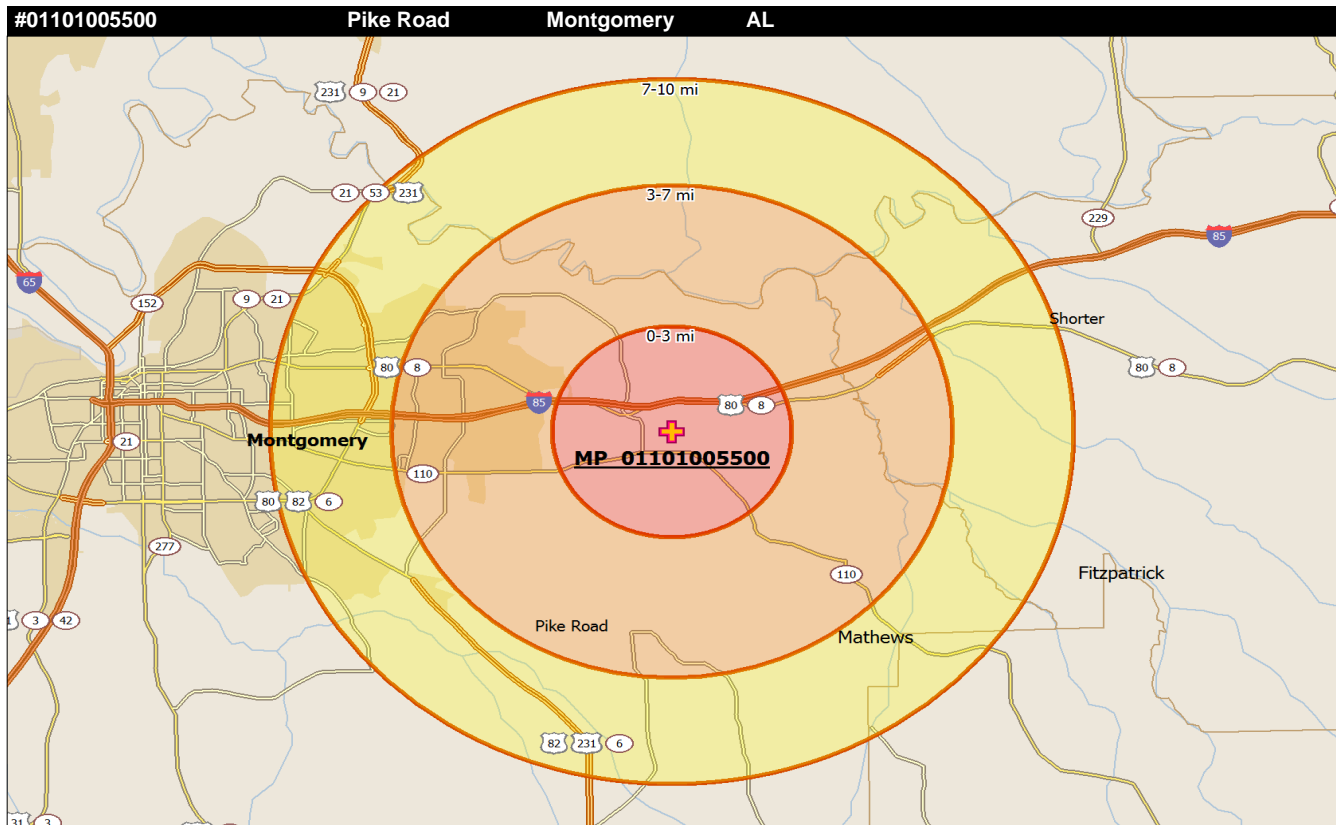 #01101005500 Pike Road Montgomery AL
7-10 mi
231 9 21
21 53 231
3-7 mi
229
85
65
152
9 21
Shorter
0-3 mi
80 8
80 8
85
80 8
21
Montgomery
MP 01101005500
110
80 82 6
277
110
Fitzpatrick
3 42
Pike Road
Mathews
82 231 6
31 3